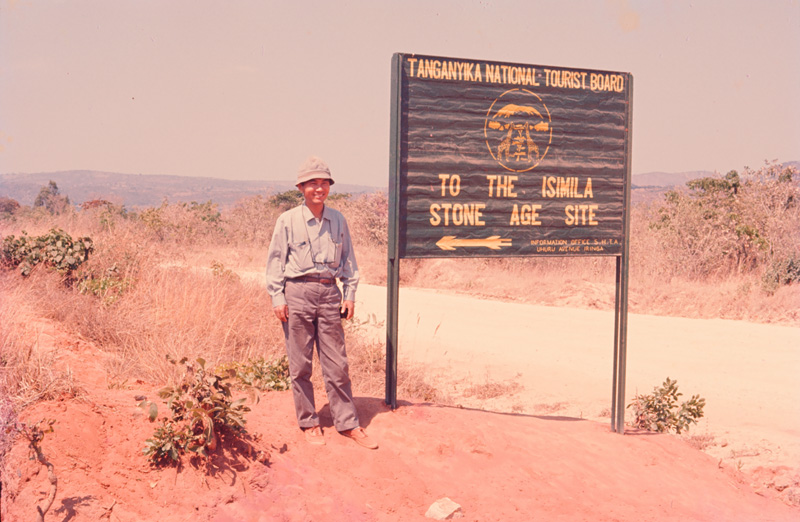 TANGANYIKA NATIONAL TOURIST BOARD
TO THE ISIMILA
STONE AGE SITE
INFORMATION OFFICE
UHURU AVENUE IRINGA